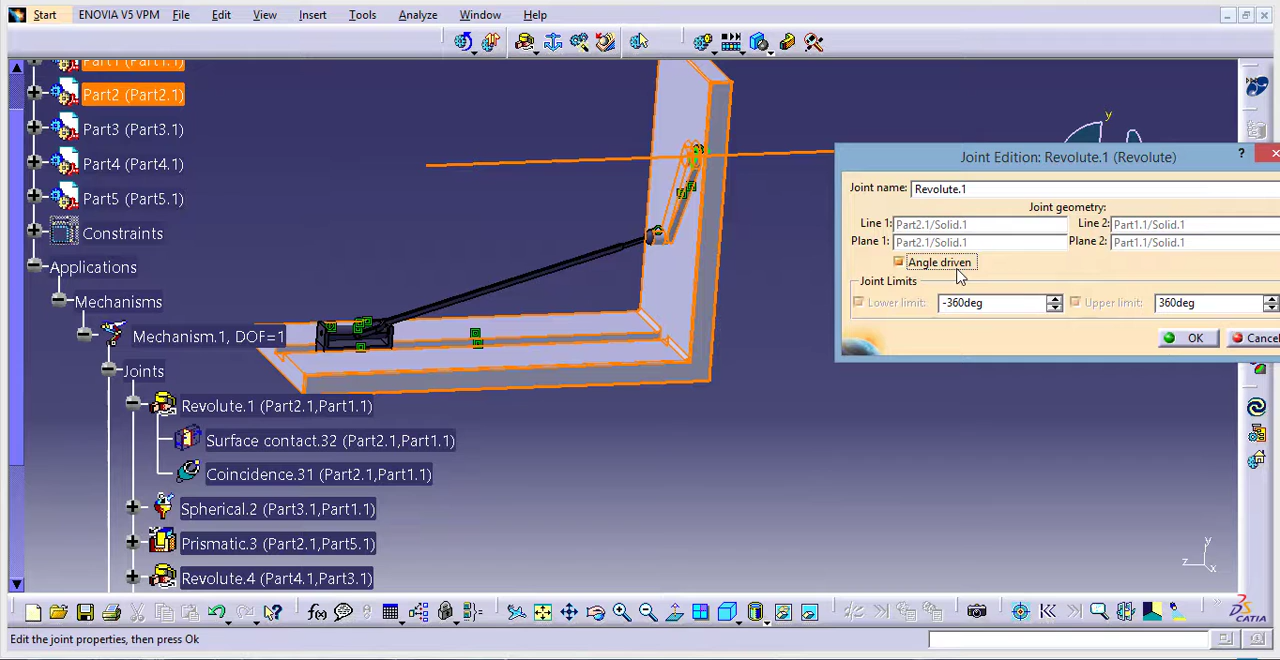 Start ENOVIA V5 VPM File Edit View Insert Tools Analyze Window Help
Part1 (Part1.1)
Part2 (Part2.1)
Part3 (Part3.1)
Part4 (Part4.1)
Part5 (Part5.1)
Constraints
Applications
Mechanisms
Mechanism.1, DOF=1
Joints
Revolute.1 (Part2.1,Part1.1)
Surface contact.32 (Part2.1,Part1.1)
Coincidence.31 (Part2.1,Part1.1)
Spherical.2 (Part3.1,Part1.1)
Prismatic.3 (Part2.1,Part5.1)
Revolute.4 (Part4.1,Part3.1)
y
Joint Edition: Revolute.1 (Revolute) ?
Joint name: Revolute.1
Joint geometry:
Line 1: Part2.1/Solid.1 Line 2: Part1.1/Solid.1
Plane 1: Part2.1/Solid.1 Plane 2: Part1.1/Solid.1
Angle driven
Joint Limits
Lower limit: -360deg Upper limit: 360deg
OK Cancel
y
z x
f(x)
CATIA
Edit the joint properties, then press Ok